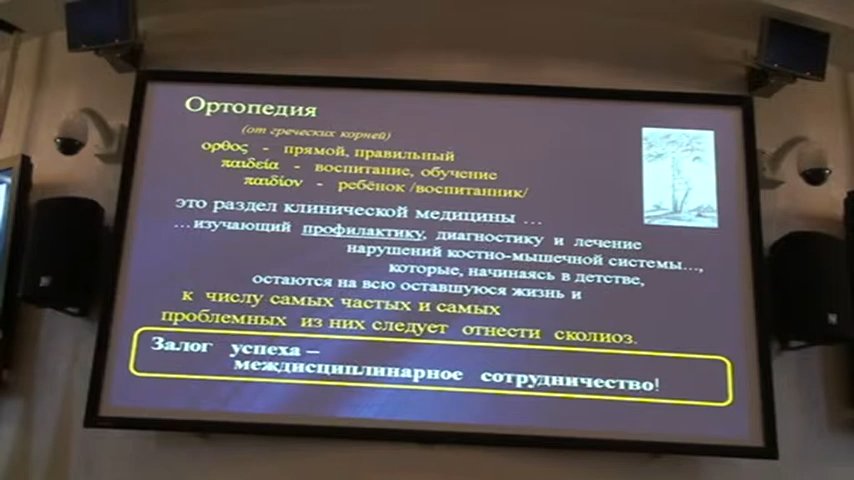 Ортопедия
(от греческих корней)
ορθος - прямой, правильный
παιδεία - воспитание, обучение
παιδίον - ребёнок /воспитанник/
это раздел клинической медицины ...
...изучающий профилактику, диагностику и лечение
нарушений костно-мышечной системы...,
которые, начинаясь в детстве,
остаются на всю оставшуюся жизнь и
к числу самых частых и самых
проблемных из них следует отнести сколиоз.
Залог успеха –
междисциплинарное сотрудничество!